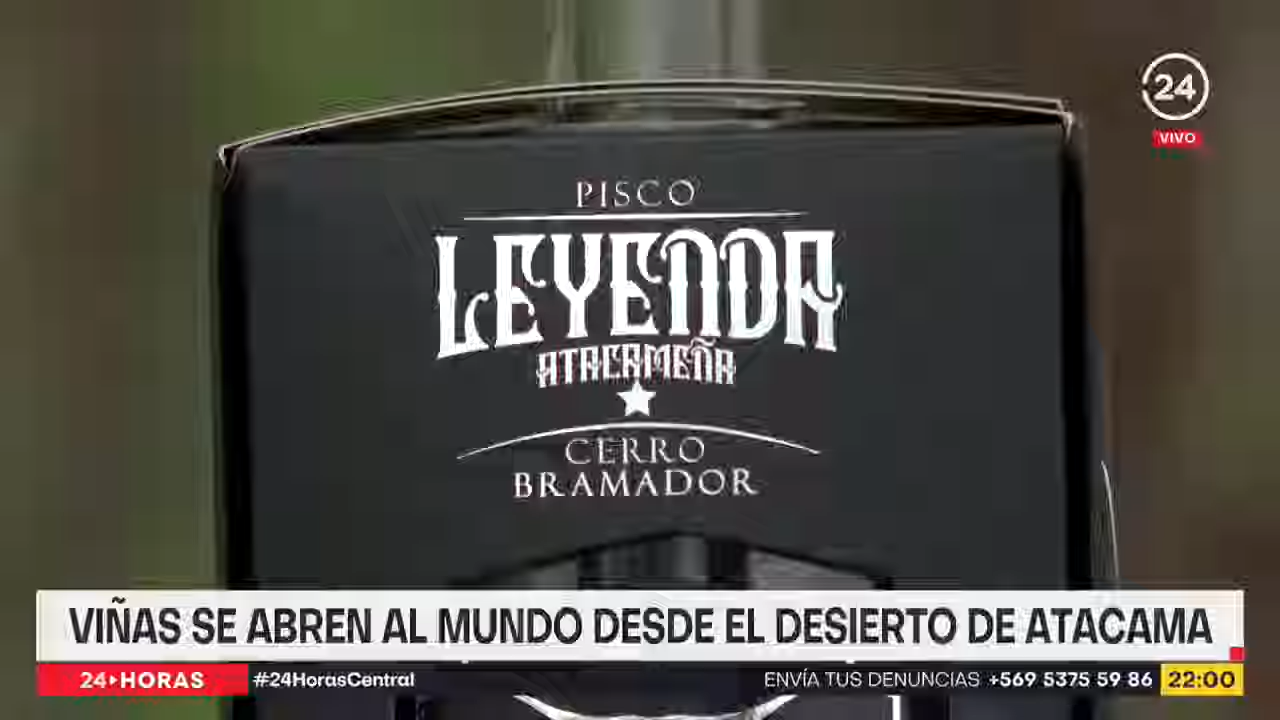 24
VIVO
PISCO
LEYENDA
ATACAMEÑA
CERRO
BRAMADOR
VIÑAS SE ABREN AL MUNDO DESDE EL DESIERTO DE ATACAMA
24 HORAS #24HorasCentral ENVÍA TUS DENUNCIAS +569 5375 59 86 22:00